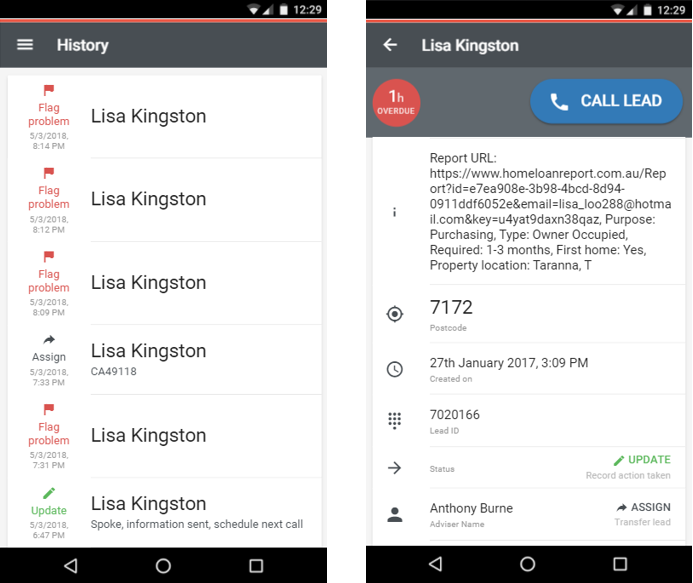 12:29
History
Flag
problem
5/3/2018,
8:14 PM
Lisa Kingston
Flag
problem
5/3/2018,
8:12 PM
Lisa Kingston
Flag
problem
5/3/2018,
8:09 PM
Lisa Kingston
Assign
5/3/2018,
7:33 PM
Lisa Kingston
CA49118
Flag
problem
5/3/2018,
7:31 PM
Lisa Kingston
Update
5/3/2018,
6:47 PM
Lisa Kingston
Spoke, information sent, schedule next call
12:29
Lisa Kingston
1h
OVERDUE
CALL LEAD
Report URL:
https://www.homeloanreport.com.au/Rep
ort?id=e7ea908e-3b98-4bcd-8d94-
0911ddf6052e&email=lisa_loo288@hotma
il.com&key=u4yat9daxn38qaz, Purpose:
Purchasing, Type: Owner Occupied,
Required: 1-3 months, First home: Yes,
Property location: Taranna, T
7172
Postcode
27th January 2017, 3:09 PM
Created on
7020166
Lead ID
Status
UPDATE
Record action taken
Anthony Burne
Adviser Name
ASSIGN
Transfer lead